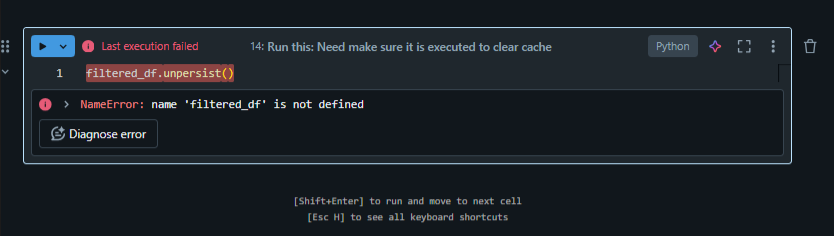 Last execution failed 14: Run this: Need make sure it is executed to clear cache Python
1 filtered_df.unpersist()
NameError: name 'filtered_df' is not defined
Diagnose error
[Shift+Enter] to run and move to next cell
[Esc H] to see all keyboard shortcuts